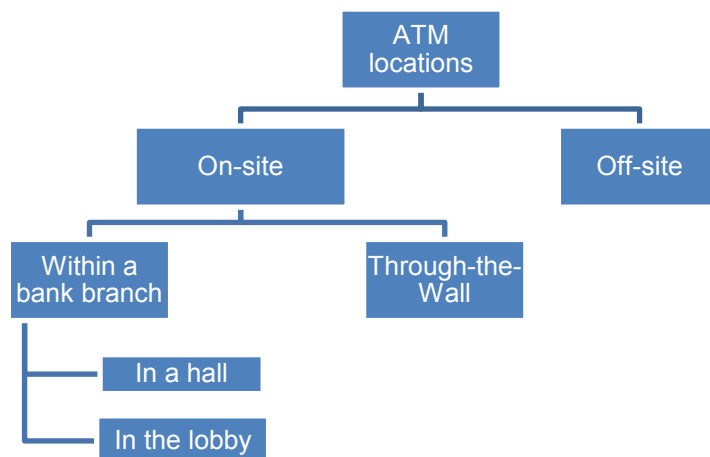 ATM
locations
On-site
Off-site
Within a
bank branch
Through-the-
Wall
In a hall
In the lobby